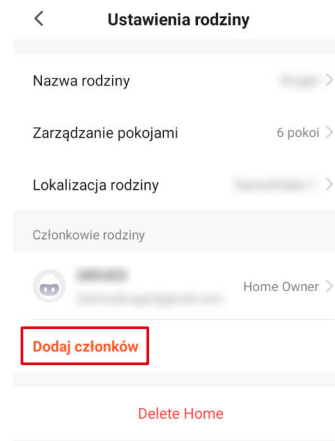 Ustawienia rodziny
Nazwa rodziny
Zarządzanie pokojami 6 pokoi
Lokalizacja rodziny
Członkowie rodziny
Home Owner
Dodaj członków
Delete Home